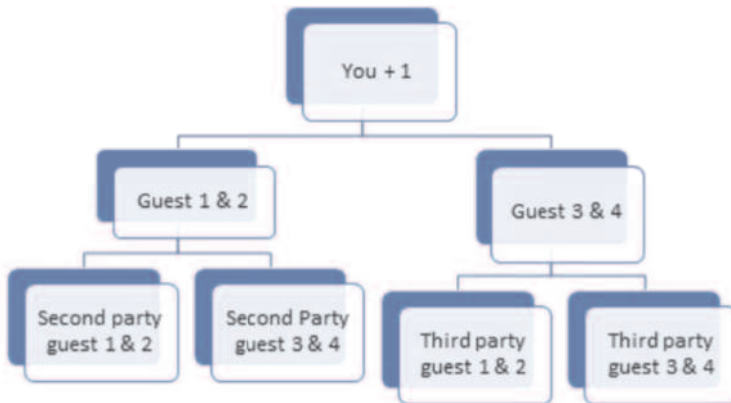 You + 1
Guest 1 & 2
Guest 3 & 4
Second party
guest 1 & 2
Second Party
guest 3 & 4
Third party
guest 1 & 2
Third party
guest 3 & 4